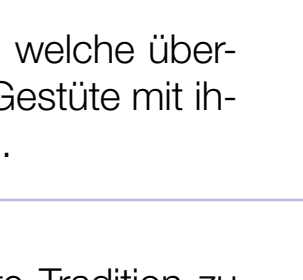 welche über-
Gestüte mit ih-
.
Tradition zu